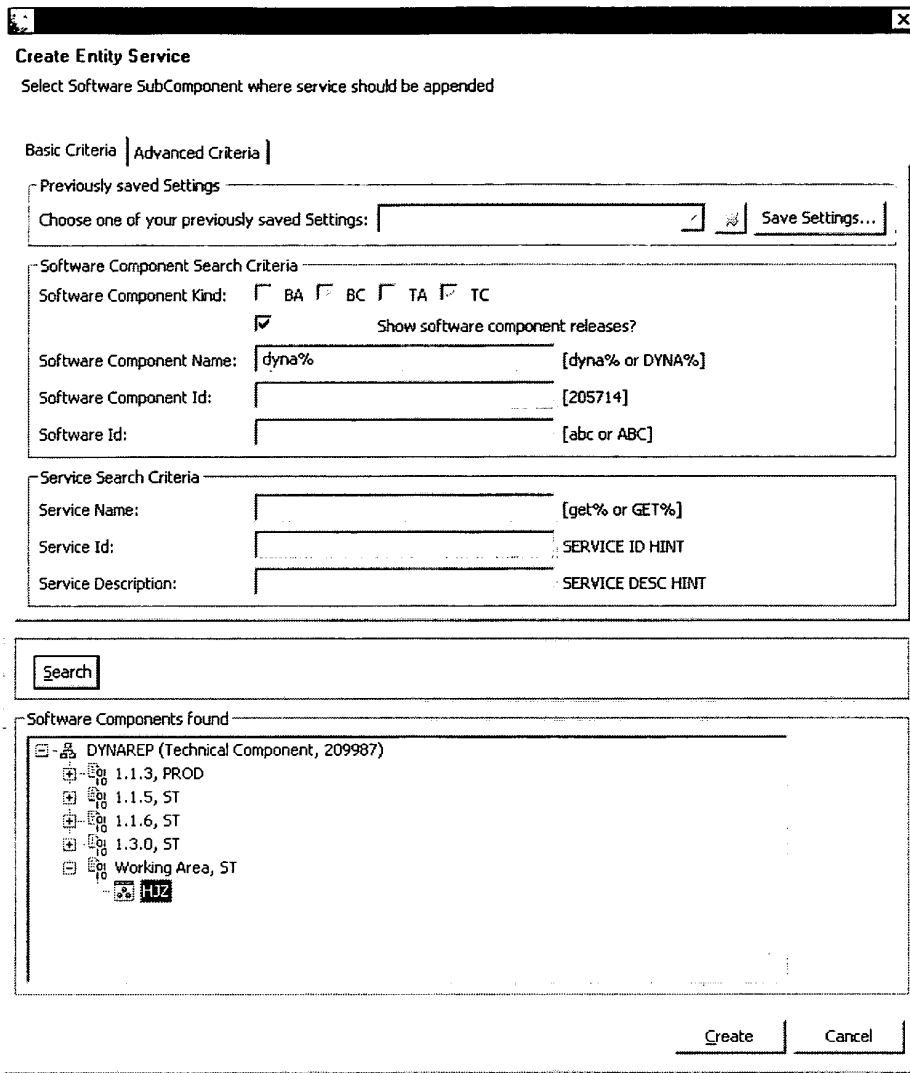 Create Entity Service
Select Software SubComponent where service should be appended
Basic Criteria Advanced Criteria
Previously saved Settings
Choose one of your previously saved Settings: Save Settings...
Software Component Search Criteria
Software Component Kind: BA BC TA TC
Show software component releases?
Software Component Name: dyna% [dyna% or DYNA%]
Software Component Id: [205714]
Software Id: [abc or ABC]
Service Search Criteria
Service Name: [get% or GET%]
Service Id: SERVICE ID HINT
Service Description: SERVICE DESC HINT
Search
Software Components found
DYNAREP (Technical Component, 209987)
1.1.3, PROD
1.1.5, ST
1.1.6, ST
1.3.0, ST
Working Area, ST
HJZ
Create Cancel